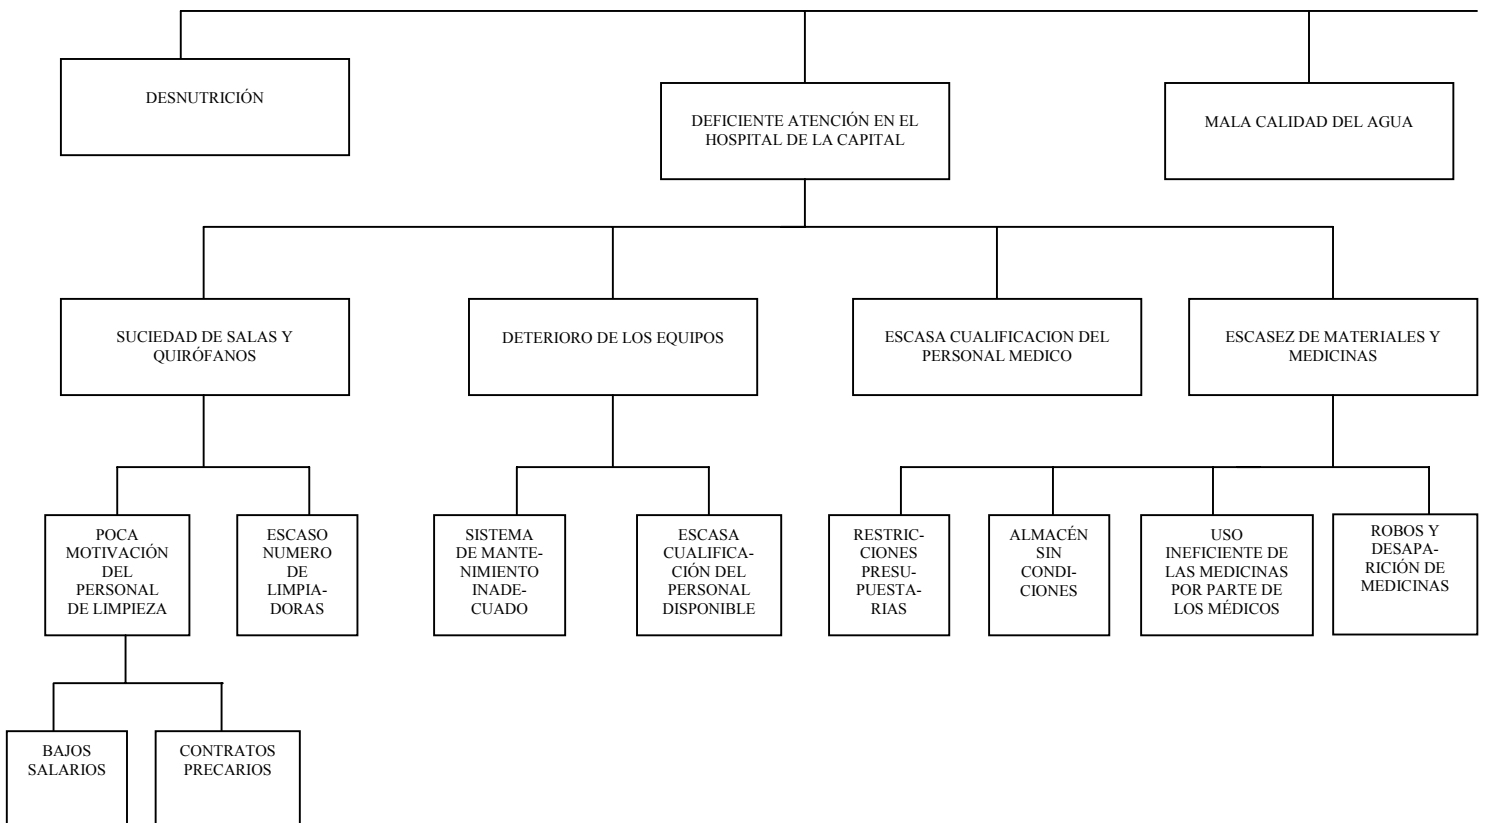 DESNUTRICIÓN
DEFICIENTE ATENCIÓN EN EL
HOSPITAL DE LA CAPITAL
MALA CALIDAD DEL AGUA
SUCIEDAD DE SALAS Y
QUIRÓFANOS
DETERIORO DE LOS EQUIPOS
ESCASA CUALIFICACION DEL
PERSONAL MEDICO
ESCASEZ DE MATERIALES Y
MEDICINAS
POCA
MOTIVACIÓN
DEL
PERSONAL
DE LIMPIEZA
ESCASO
NUMERO
DE
LIMPIA-
DORAS
SISTEMA
DE MANTE-
NIMIENTO
INADE-
CUADO
ESCASA
CUALIFICA-
CIÓN DEL
PERSONAL
DISPONIBLE
RESTRIC-
CIONES
PRESU-
PUESTA-
RIAS
ALMACÉN
SIN
CONDI-
CIONES
USO
INEFICIENTE DE
LAS MEDICINAS
POR PARTE DE
LOS MÉDICOS
ROBOS Y
DESAPA-
RICIÓN DE
MEDICINAS
BAJOS
SALARIOS
CONTRATOS
PRECARIOS